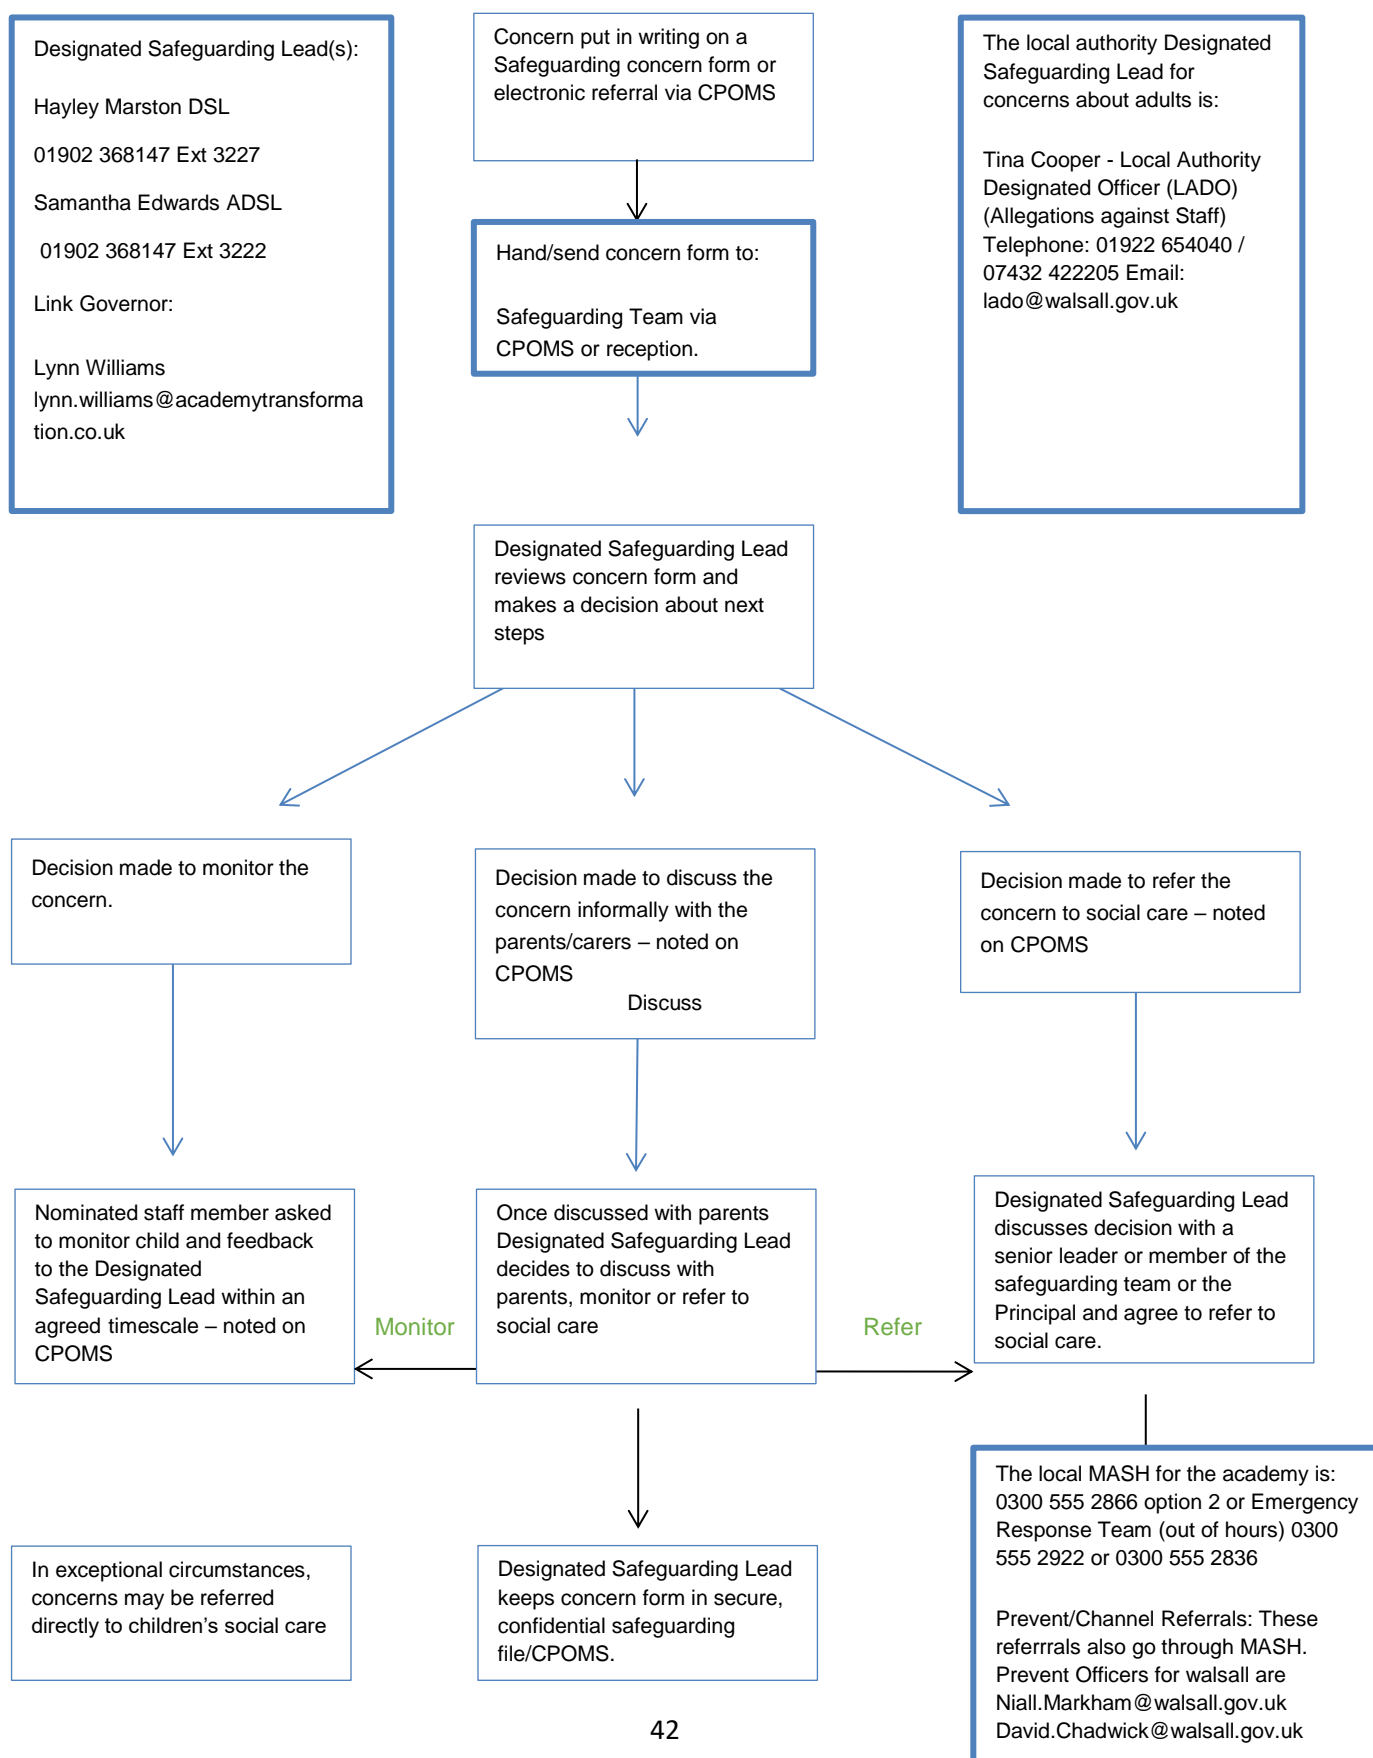 Designated Safeguarding Lead(s):
Hayley Marston DSL
01902 368147 Ext 3227
Samantha Edwards ADSL
01902 368147 Ext 3222
Link Governor:
Lynn Williams
lynn.williams@academytransforma
tion.co.uk
Concern put in writing on a
Safeguarding concern form or
electronic referral via CPOMS
The local authority Designated
Safeguarding Lead for
concerns about adults is:
Tina Cooper - Local Authority
Designated Officer (LADO)
(Allegations against Staff)
Telephone: 01922 654040 /
07432 422205 Email:
lado@walsall.gov.uk
Hand/send concern form to:
Safeguarding Team via
CPOMS or reception.
Designated Safeguarding Lead
reviews concern form and
makes a decision about next
steps
Decision made to monitor the
concern.
Decision made to discuss the
concern informally with the
parents/carers – noted on
CPOMS
Discuss
Decision made to refer the
concern to social care – noted
on CPOMS
Nominated staff member asked
to monitor child and feedback
to the Designated
Safeguarding Lead within an
agreed timescale – noted on
CPOMS
Monitor
Once discussed with parents
Designated Safeguarding Lead
decides to discuss with
parents, monitor or refer to
social care
Refer
Designated Safeguarding Lead
discusses decision with a
senior leader or member of the
safeguarding team or the
Principal and agree to refer to
social care.
In exceptional circumstances,
concerns may be referred
directly to children’s social care
Designated Safeguarding Lead
keeps concern form in secure,
confidential safeguarding
file/CPOMS.
The local MASH for the academy is:
0300 555 2866 option 2 or Emergency
Response Team (out of hours) 0300
555 2922 or 0300 555 2836
Prevent/Channel Referrals: These
referrrals also go through MASH.
Prevent Officers for walsall are
Niall.Markham@walsall.gov.uk
David.Chadwick@walsall.gov.uk
42